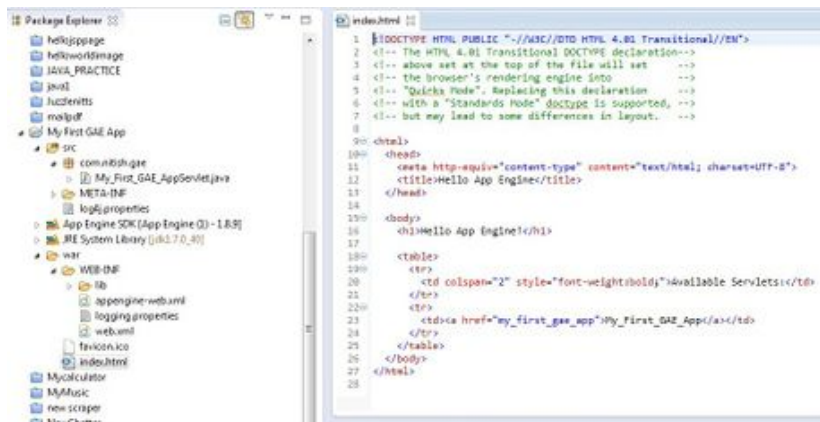 Package Explorer
hellojsppage
helloworldimage
JAVA_PRACTICE
java1
Juzzlenitts
mailpdf
My First GAE App
src
com.nitish.gae
My_First_GAE_AppServlet.java
META-INF
log4j.properties
App Engine SDK [App Engine (1) - 1.8.9]
JRE System Library [jdk1.7.0_40]
war
WEB-INF
lib
appengine-web.xml
logging.properties
web.xml
favicon.ico
index.html
Mycalculator
MyMusic
new scraper
index.html
1 <!DOCTYPE HTML PUBLIC "-//W3C//DTD HTML 4.01 Transitional//EN">
2 <!-- The HTML 4.01 Transitional DOCTYPE declaration-->
3 <!-- above set at the top of the file will set -->
4 <!-- the browser's rendering engine into -->
5 <!-- "Quirks Mode". Replacing this declaration -->
6 <!-- with a "Standards Mode" doctype is supported, -->
7 <!-- but may lead to some differences in layout. -->
8
9 <html>
10 <head>
11 <meta http-equiv="content-type" content="text/html; charset=UTF-8">
12 <title>Hello App Engine</title>
13 </head>
14
15 <body>
16 <h1>Hello App Engine!</h1>
17
18 <table>
19 <tr>
20 <td colspan="2" style="font-weight:bold;">Available Servlets:</td>
21 </tr>
22 <tr>
23 <td><a href="my_first_gae_app">My_First_GAE_App</a></td>
24 </tr>
25 </table>
26 </body>
27 </html>
28